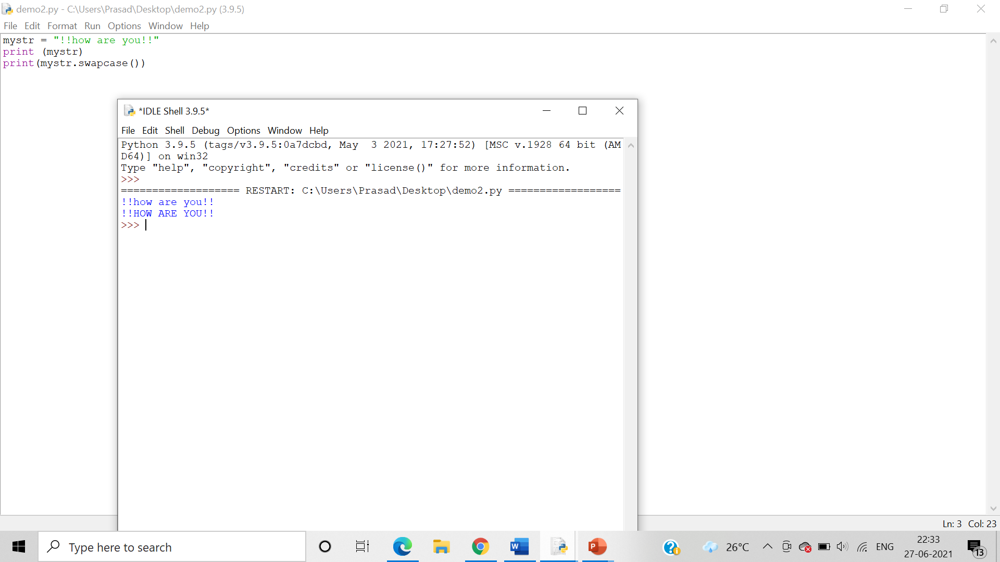 demo2.py - C:\Users\Prasad\Desktop\demo2.py (3.9.5)
File Edit Format Run Options Window Help
mystr = "!!how are you!!"
print (mystr)
print(mystr.swapcase())
*IDLE Shell 3.9.5*
File Edit Shell Debug Options Window Help
Python 3.9.5 (tags/v3.9.5:0a7dcbd, May  3 2021, 17:27:52) [MSC v.1928 64 bit (AM
D64)] on win32
Type "help", "copyright", "credits" or "license()" for more information.
>>>
=================== RESTART: C:\Users\Prasad\Desktop\demo2.py ==================
!!how are you!!
!!HOW ARE YOU!!
>>>
Ln: 3 Col: 23
Type here to search
W
P
26°C
ENG
22:33
27-06-2021
13